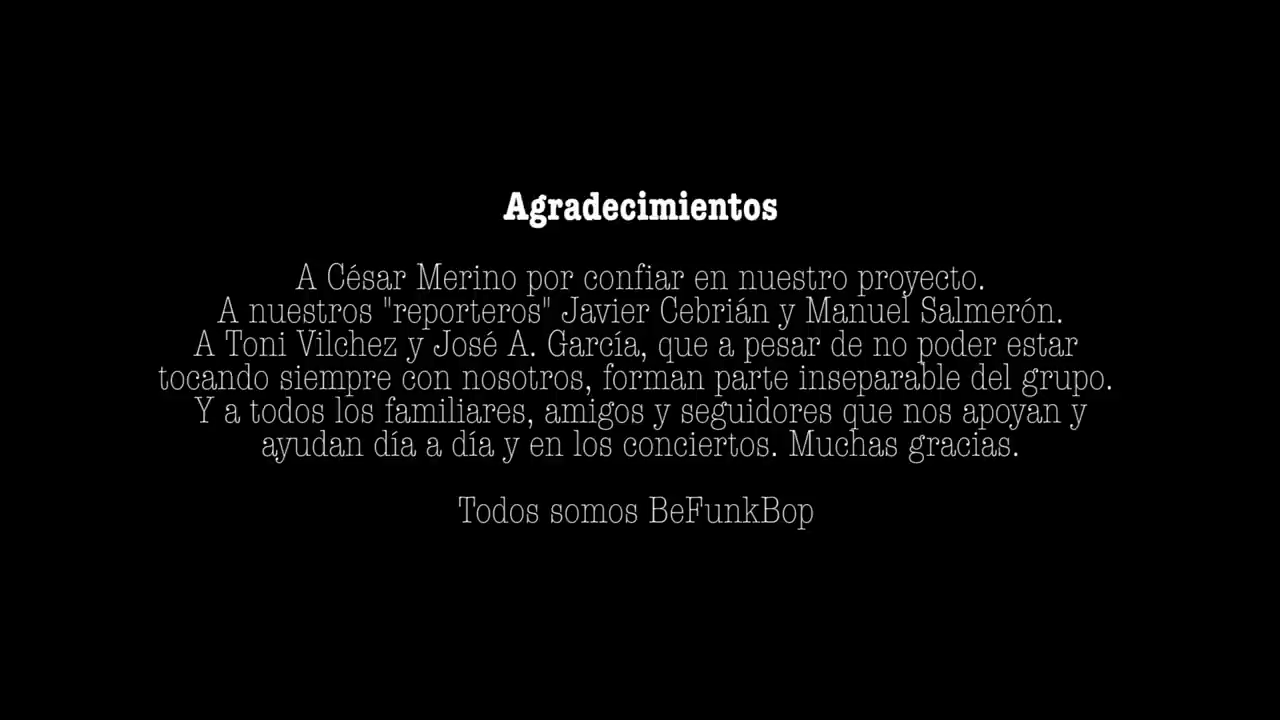 Agradecimientos
A César Merino por confiar en nuestro proyecto.
A nuestros "reporteros" Javier Cebrián y Manuel Salmerón.
A Toni Vilchez y José A. García, que a pesar de no poder estar
tocando siempre con nosotros, forman parte inseparable del grupo.
Y a todos los familiares, amigos y seguidores que nos apoyan y
ayudan día a día y en los conciertos. Muchas gracias.
Todos somos BeFunkBop